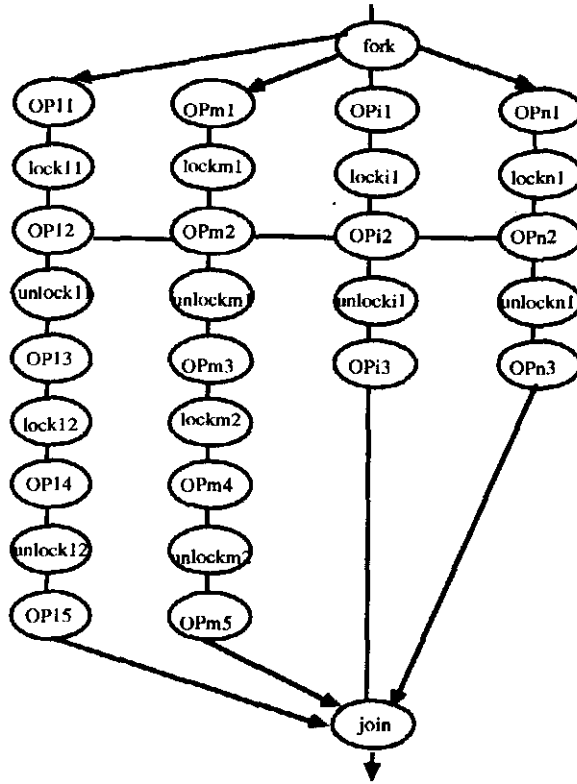 fork
OP11 OPm1 OPi1 OPn1
lock11 lockm1 locki1 lockn1
OP12 OPm2 OPi2 OPn2
unlock11 unlockm1 unlocki1 unlockn1
OP13 OPm3 OPi3 OPn3
lock12 lockm2
OP14 OPm4
unlock12 unlockm2
OP15 OPm5
join